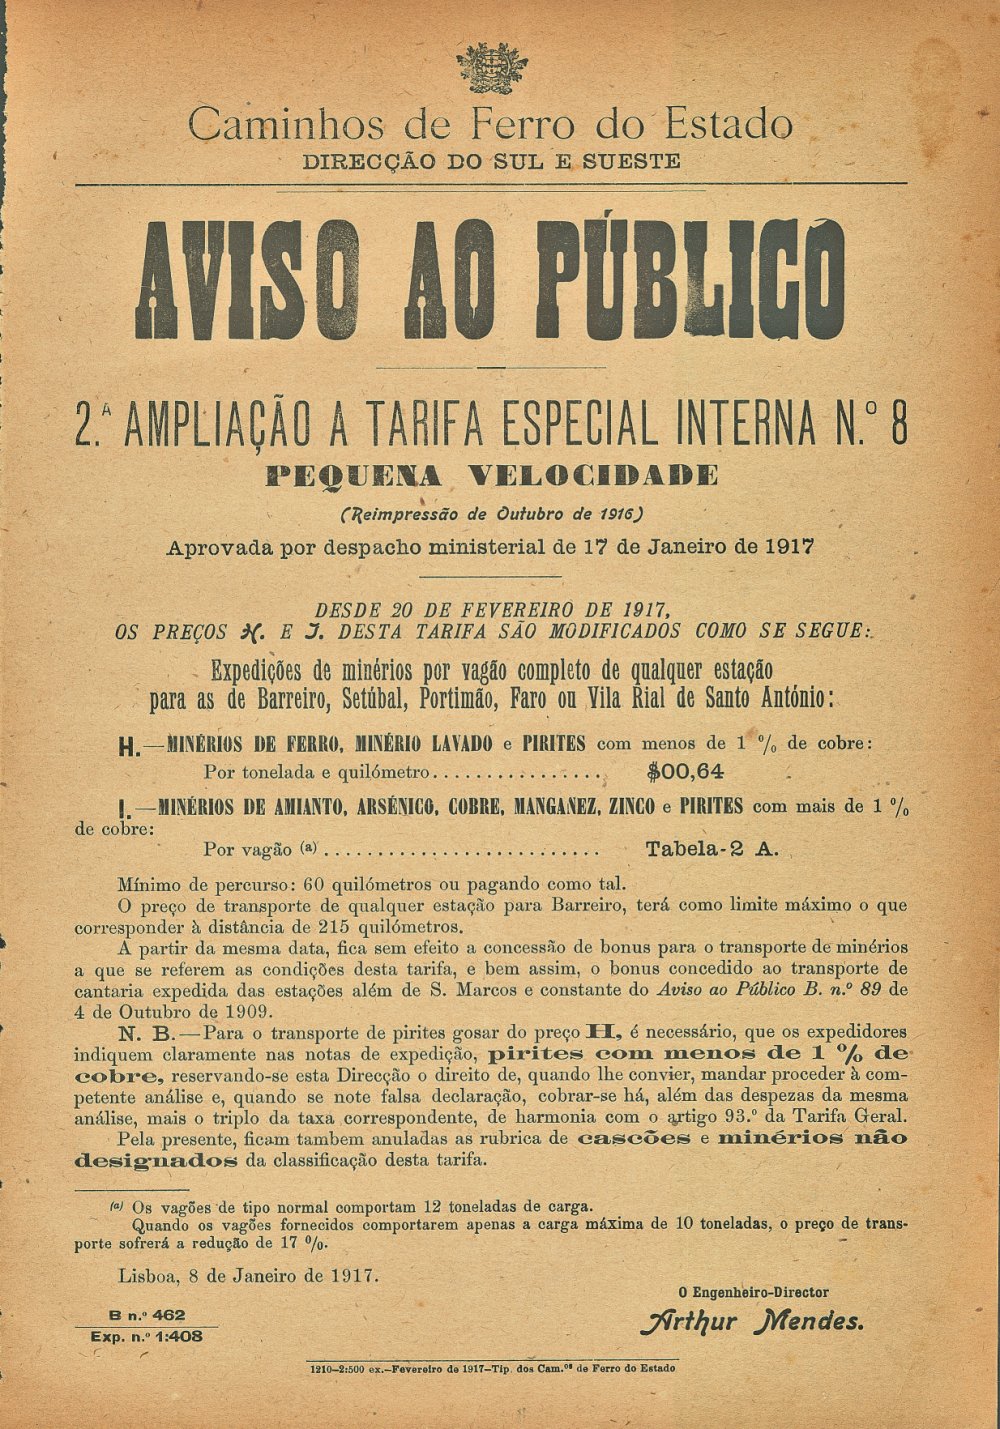 Caminhos de Ferro do Estado
DIRECÇÃO DO SUL E SUESTE
AVISO AO PÚBLICO
2.ª AMPLIAÇÃO A TARIFA ESPECIAL INTERNA N.º 8
PEQUENA VELOCIDADE
(Reimpressão de Outubro de 1916)
Aprovada por despacho ministerial de 17 de Janeiro de 1917
DESDE 20 DE FEVEREIRO DE 1917,
OS PREÇOS H. E I. DESTA TARIFA SÃO MODIFICADOS COMO SE SEGUE:
Expedições de minérios por vagão completo de qualquer estação
para as de Barreiro, Setúbal, Portimão, Faro ou Vila Rial de Santo António:
H.—MINÉRIOS DE FERRO, MINÉRIO LAVADO e PIRITES com menos de 1 % de cobre:
Por tonelada e quilómetro................ $00,64
I.—MINÉRIOS DE AMIANTO, ARSÉNICO, COBRE, MANGANEZ, ZINCO e PIRITES com mais de 1 %
de cobre:
Por vagão (a).......................... Tabela-2 A.
Mínimo de percurso: 60 quilómetros ou pagando como tal.
O preço de transporte de qualquer estação para Barreiro, terá como limite máximo o que
corresponder à distância de 215 quilómetros.
A partir da mesma data, fica sem efeito a concessão de bonus para o transporte de minérios
a que se referem as condições desta tarifa, e bem assim, o bonus concedido ao transporte de
cantaria expedida das estações além de S. Marcos e constante do Aviso ao Público B. n.º 89 de
4 de Outubro de 1909.
N. B.—Para o transporte de pirites gosar do preço H, é necessário, que os expedidores
indiquem claramente nas notas de expedição, pirites com menos de 1 % de
cobre, reservando-se esta Direcção o direito de, quando lhe convier, mandar proceder à com-
petente análise e, quando se note falsa declaração, cobrar-se há, além das despezas da mesma
análise, mais o triplo da taxa correspondente, de harmonia com o artigo 93.º da Tarifa Geral.
Pela presente, ficam tambem anuladas as rubrica de cascões e minérios não
designados da classificação desta tarifa.
(a) Os vagões de tipo normal comportam 12 toneladas de carga.
Quando os vagões fornecidos comportarem apenas a carga máxima de 10 toneladas, o preço de trans-
porte sofrerá a redução de 17 %.
Lisboa, 8 de Janeiro de 1917.
O Engenheiro-Director
Arthur Mendes.
B n.º 462
Exp. n.º 1:408
1210—2:500 ex.—Fevereiro de 1917—Tip. dos Cam.os de Ferro do Estado